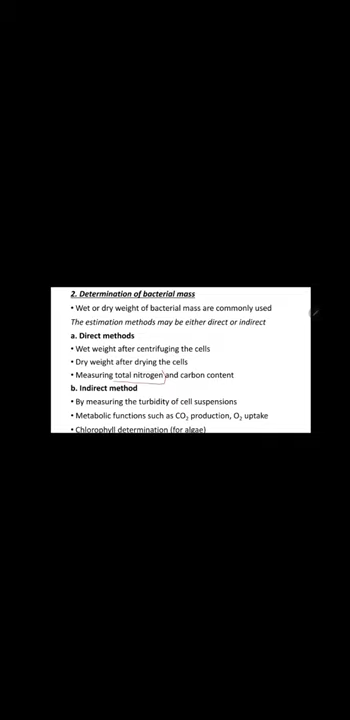 2. Determination of bacterial mass
• Wet or dry weight of bacterial mass are commonly used
The estimation methods may be either direct or indirect
a. Direct methods
• Wet weight after centrifuging the cells
• Dry weight after drying the cells
• Measuring total nitrogen and carbon content
b. Indirect method
• By measuring the turbidity of cell suspensions
• Metabolic functions such as CO₂ production, O₂ uptake
• Chlorophyll determination (for algae)